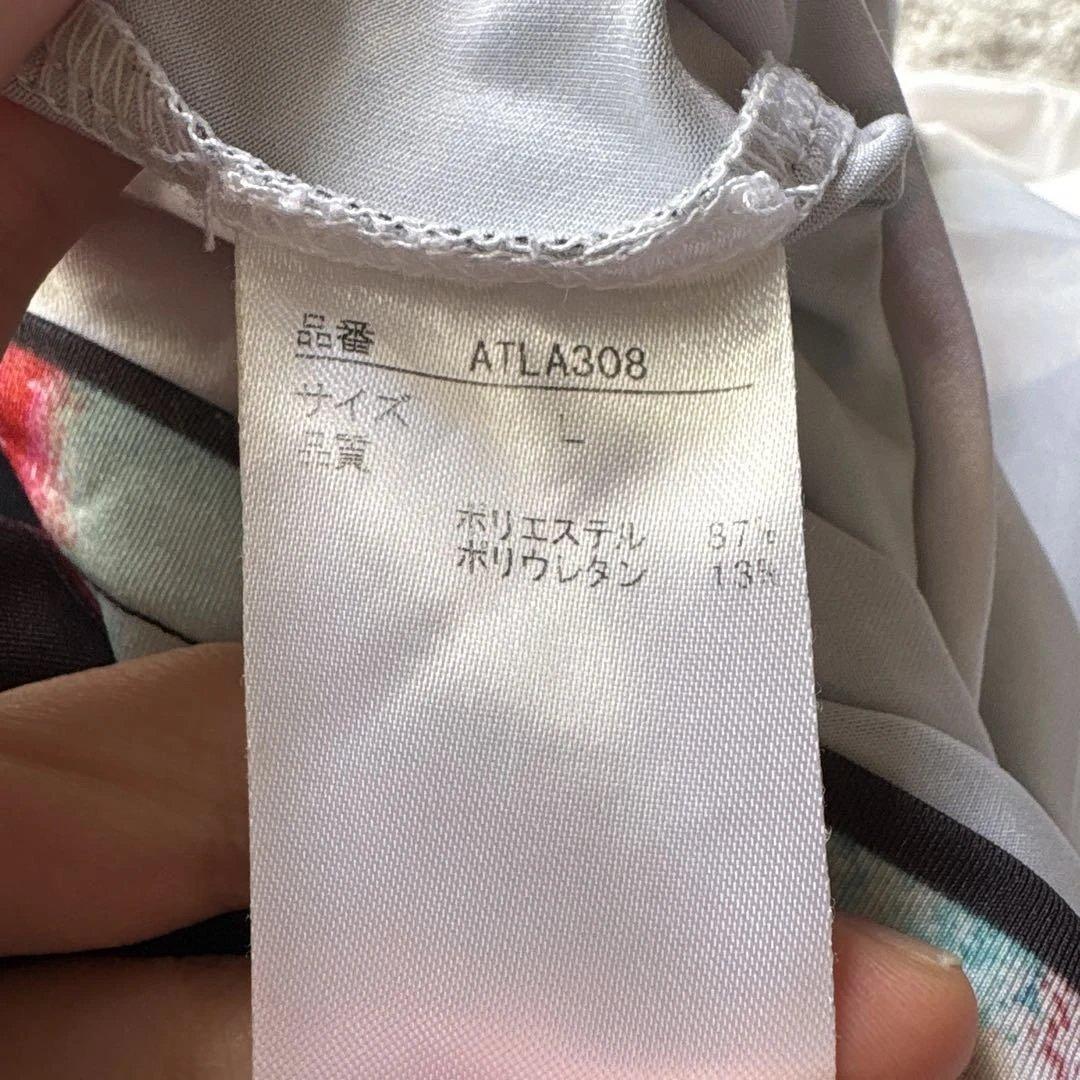 品番 ATLA308
サイズ L
品質
ポリエステル 87%
ポリウレタン 13%